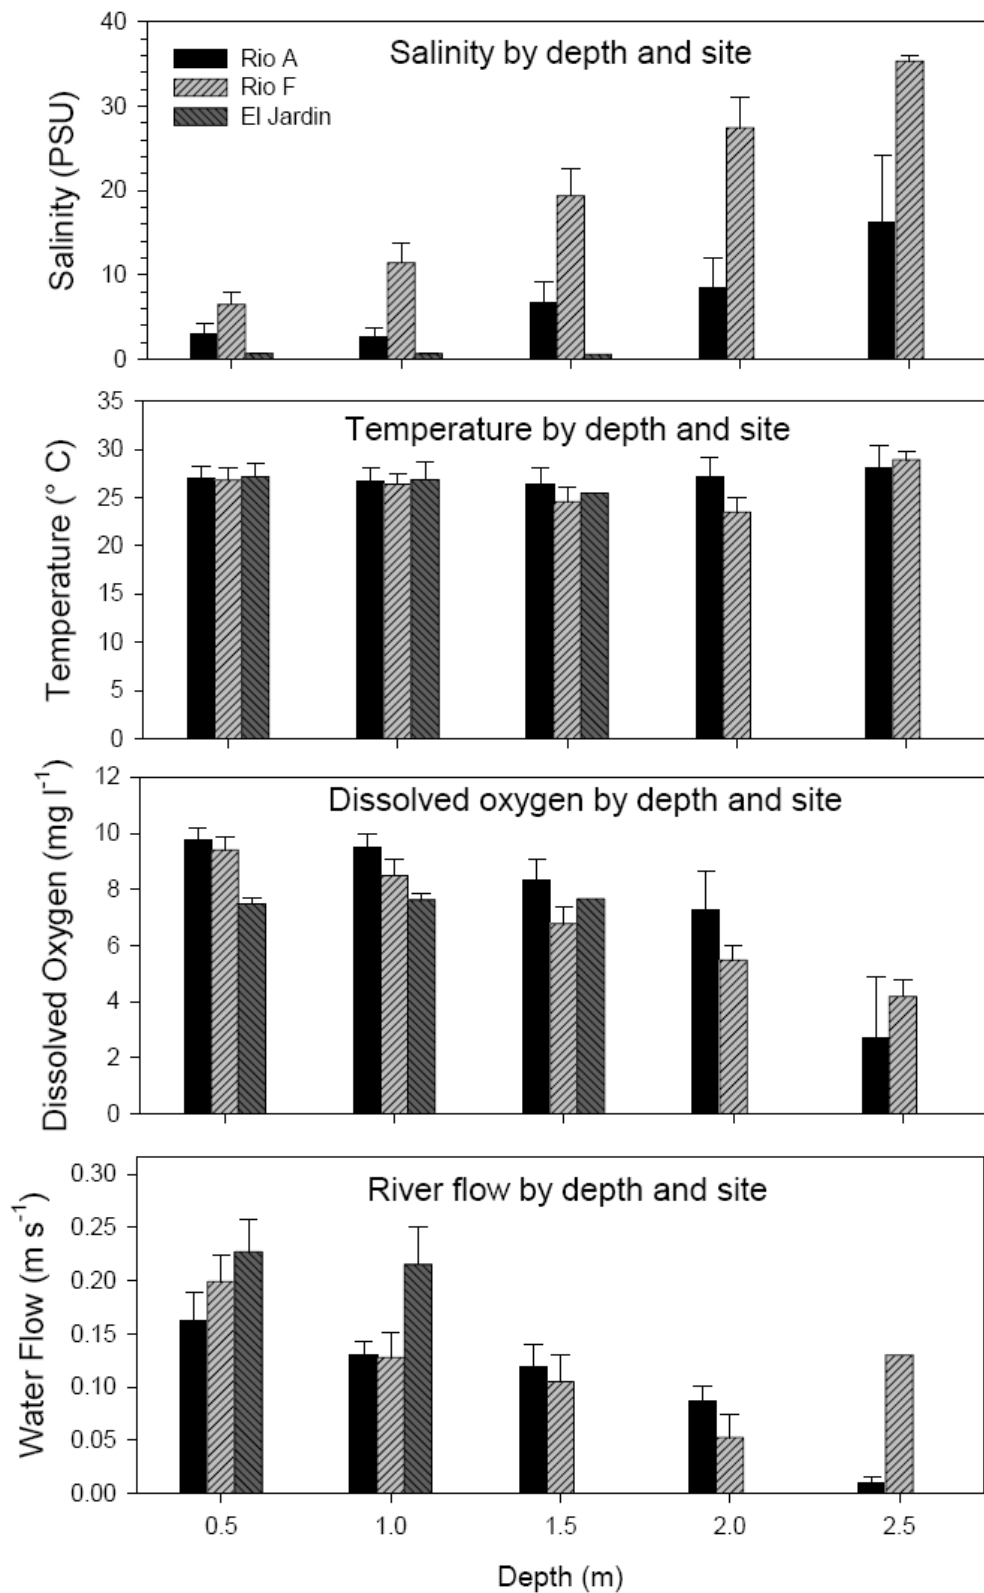 Salinity by depth and site
Rio A
Rio F
El Jardin
Salinity (PSU)
40
30
20
10
0
Temperature by depth and site
Temperature (° C)
35
30
25
20
15
10
5
0
Dissolved oxygen by depth and site
Dissolved Oxygen (mg l⁻¹)
12
10
8
6
4
2
0
River flow by depth and site
Water Flow (m s⁻¹)
0.30
0.25
0.20
0.15
0.10
0.05
0.00
0.5 1.0 1.5 2.0 2.5
Depth (m)